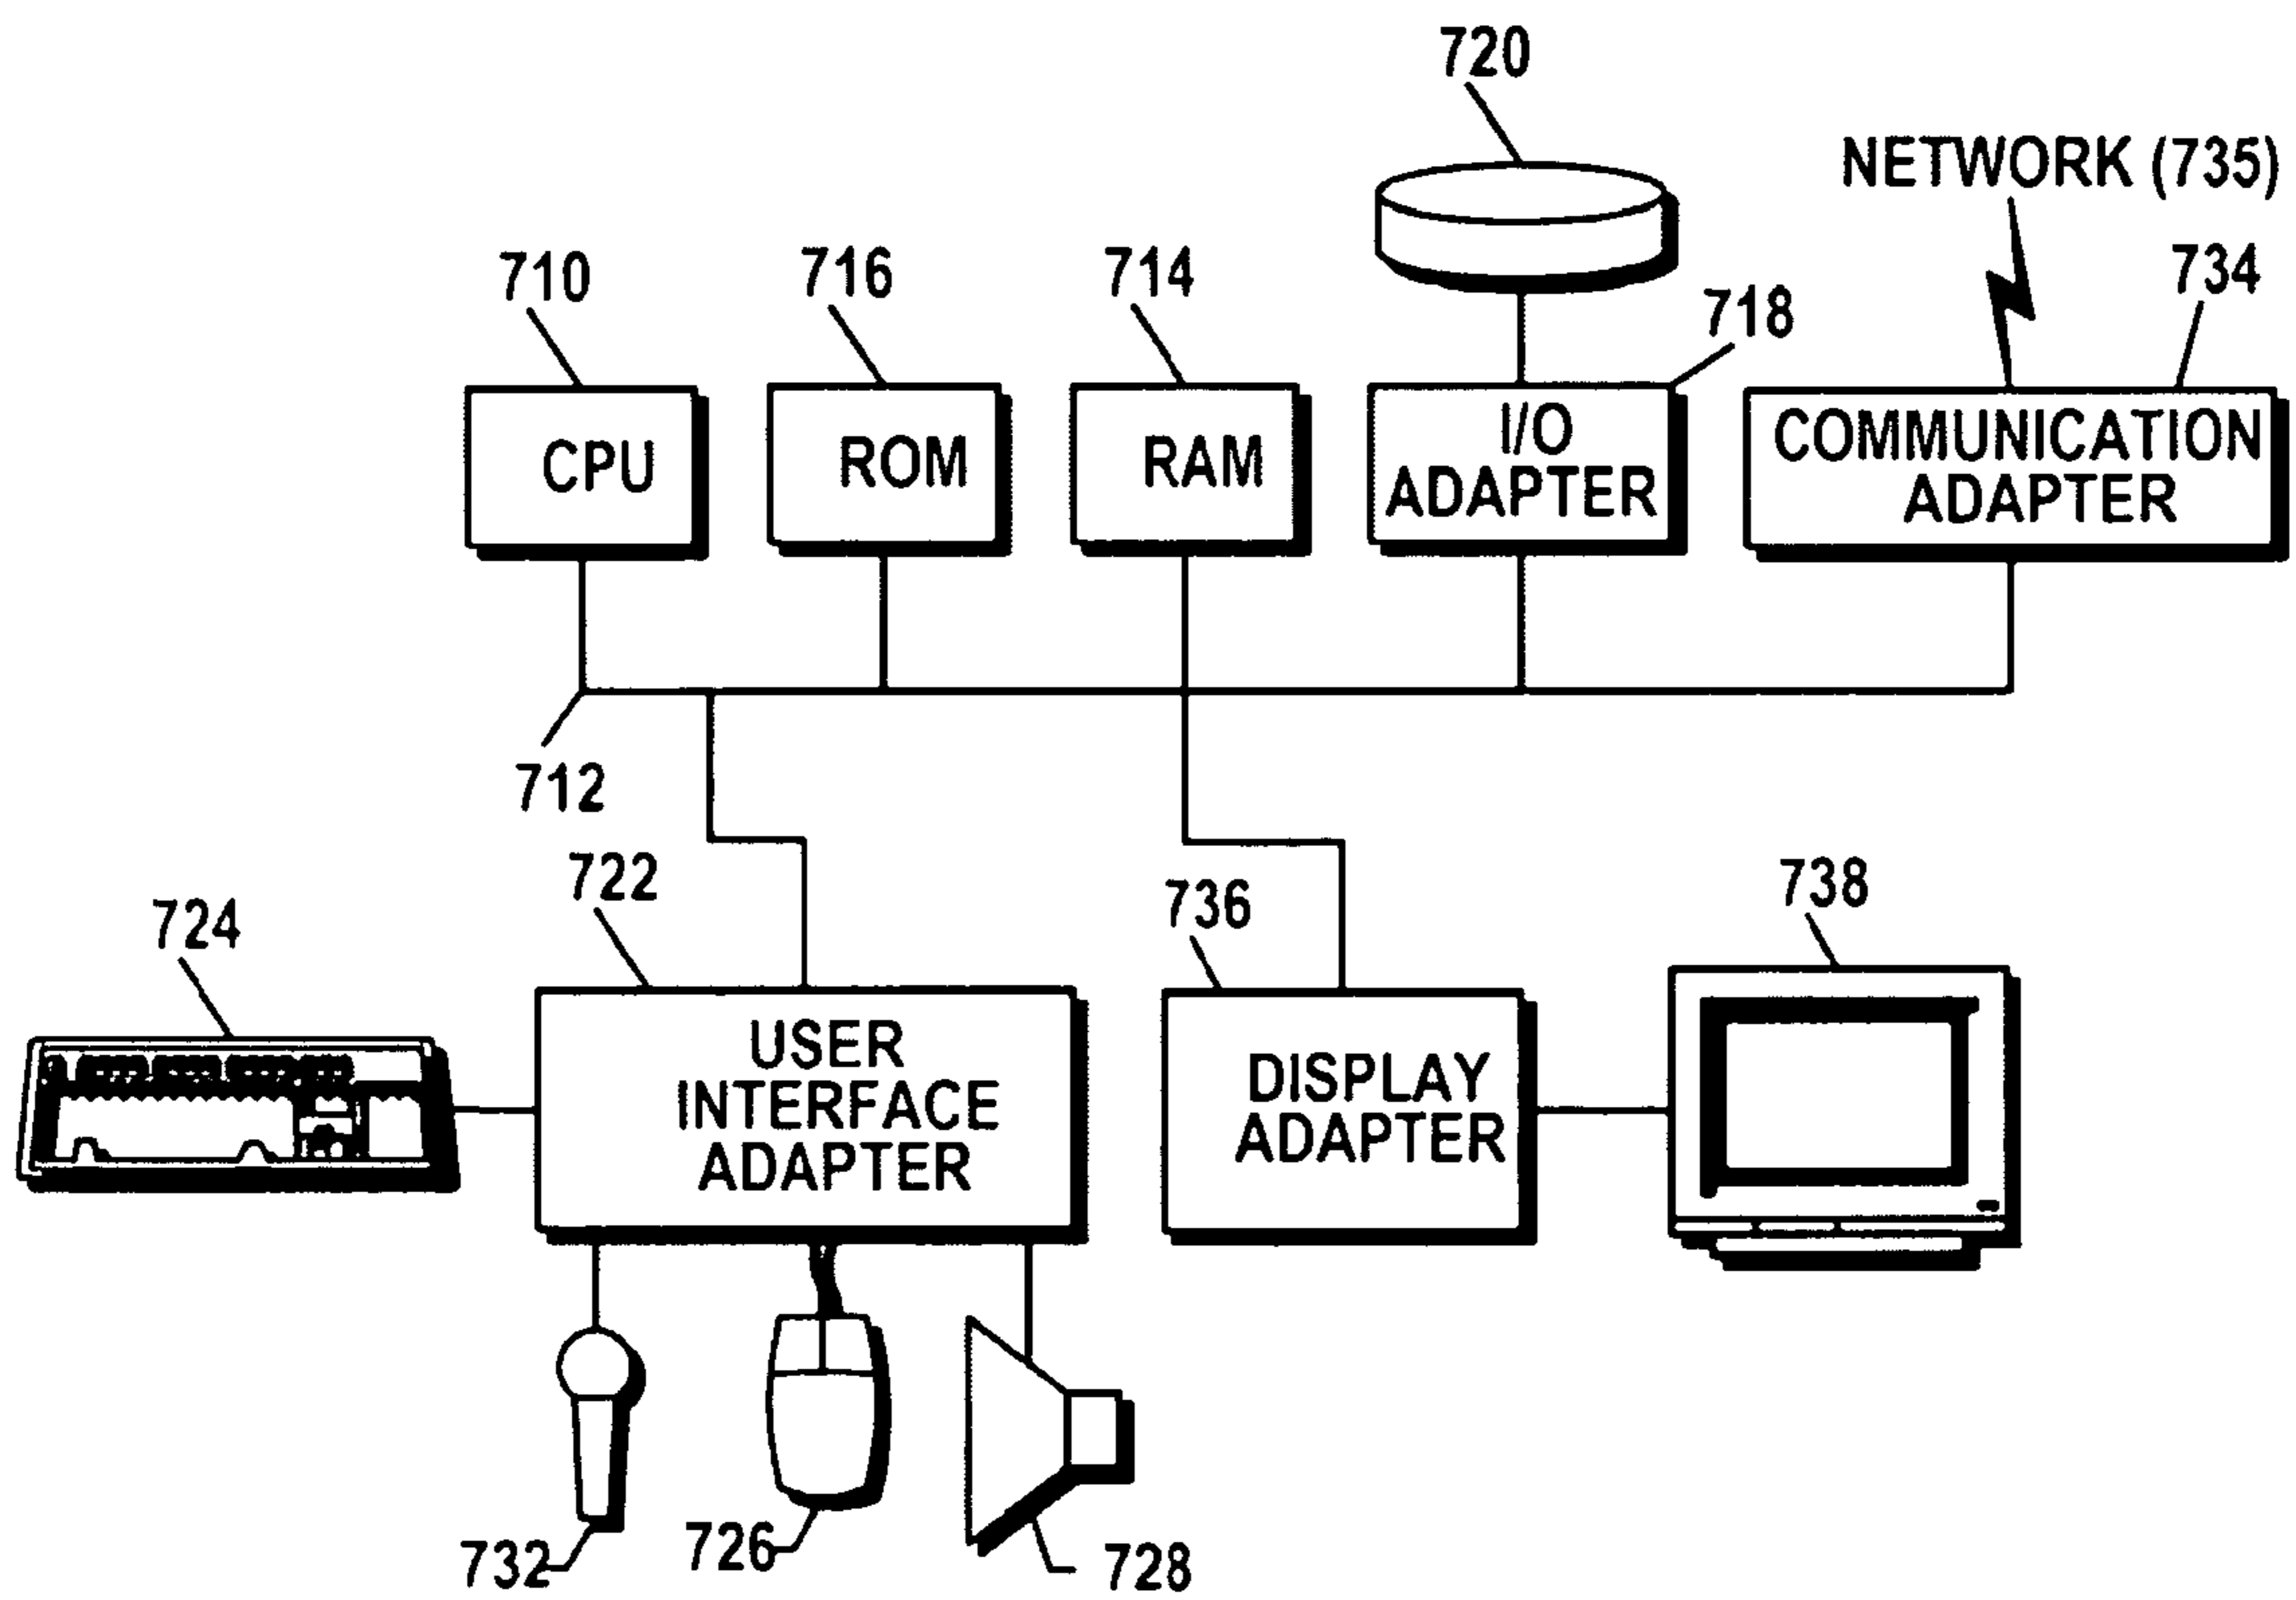 720
NETWORK (735)
710
716
714
718
734
CPU
ROM
RAM
I/O
ADAPTER
COMMUNICATION
ADAPTER
712
722
724
736
738
USER
INTERFACE
ADAPTER
DISPLAY
ADAPTER
732
726
728